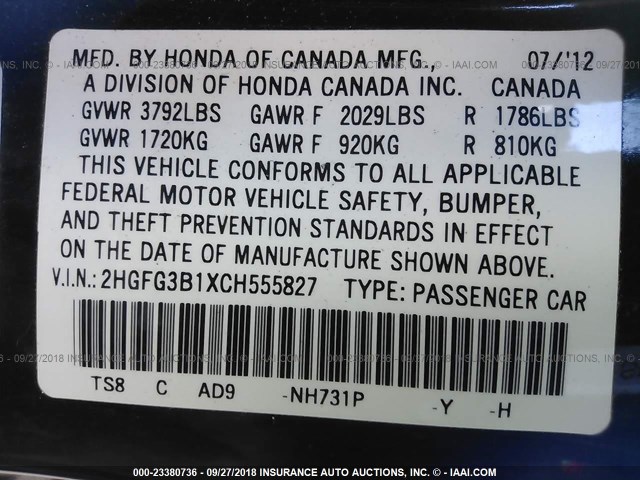 MFD. BY HONDA OF CANADA MFG., 07/'12
A DIVISION OF HONDA CANADA INC. CANADA
GVWR 3792LBS GAWR F 2029LBS R 1786LBS
GVWR 1720KG GAWR F 920KG R 810KG
THIS VEHICLE CONFORMS TO ALL APPLICABLE
FEDERAL MOTOR VEHICLE SAFETY, BUMPER,
AND THEFT PREVENTION STANDARDS IN EFFECT
ON THE DATE OF MANUFACTURE SHOWN ABOVE.
V.I.N.: 2HGFG3B1XCH555827 TYPE: PASSENGER CAR
TS8 C AD9 -NH731P -Y -H
000-23380736 - 09/27/2018 INSURANCE AUTO AUCTIONS, INC. - © IAAI.COM